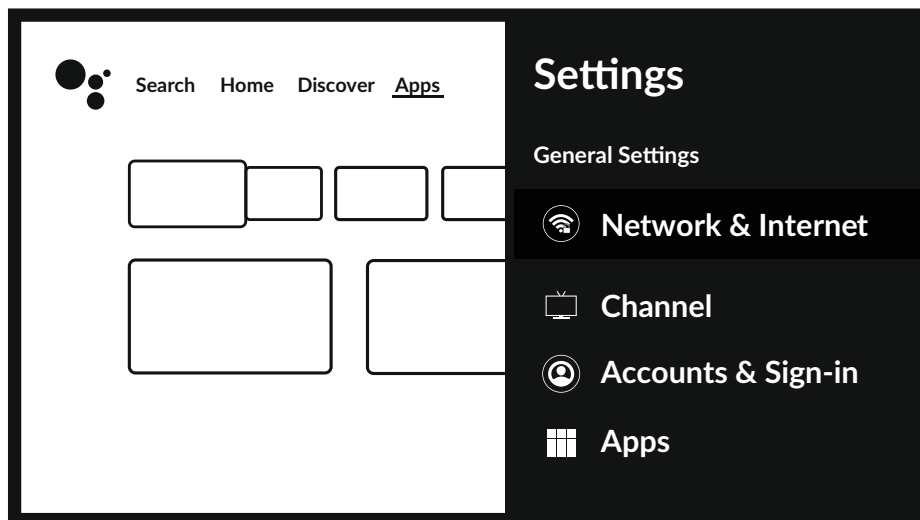 Search Home Discover Apps
Settings
General Settings
Network & Internet
Channel
Accounts & Sign-in
Apps